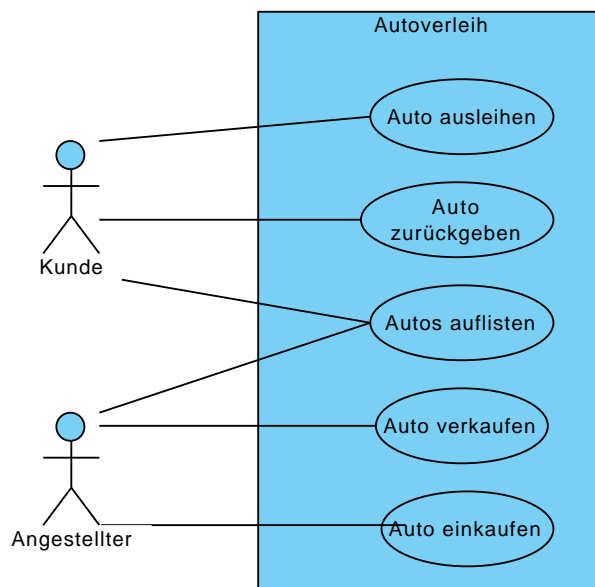 Autoverleih
Auto ausleihen
Auto
zurückgeben
Kunde
Autos auflisten
Auto verkaufen
Auto einkaufen
Angestellter